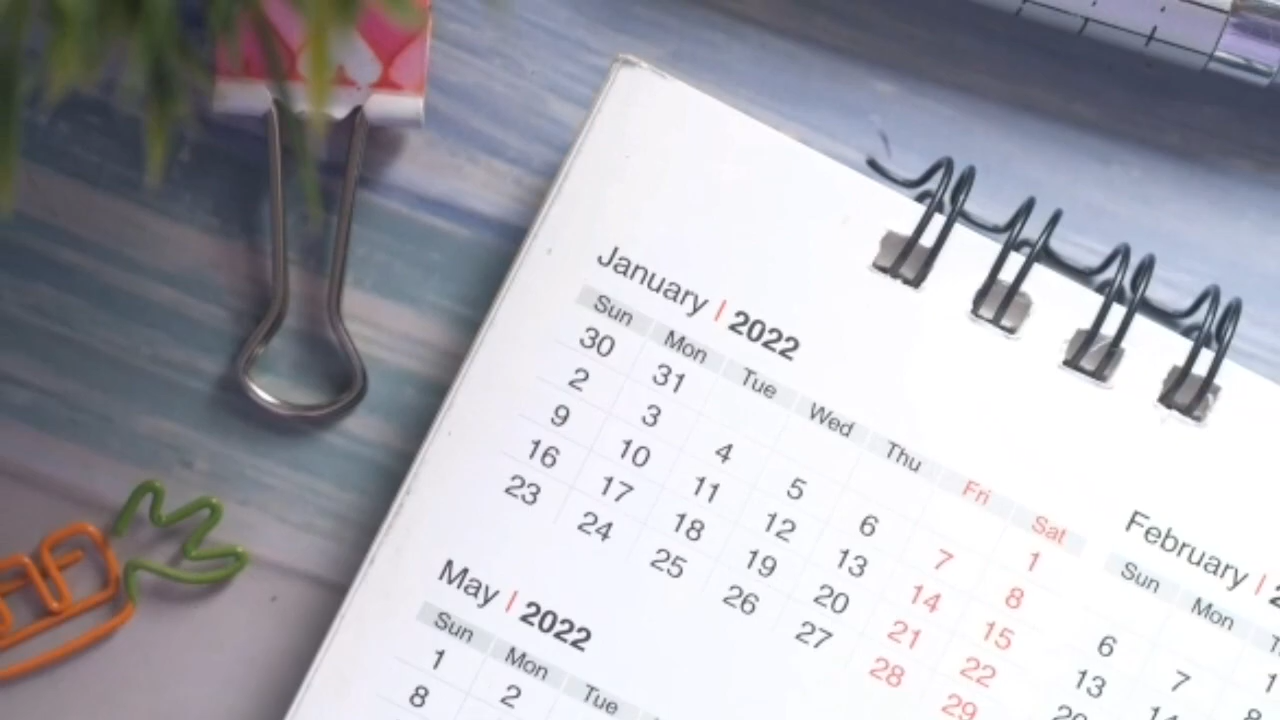 January | 2022
Sun Mon Tue Wed Thu Fri Sat
30 31 1
2 3 4 5 6 7 8
9 10 11 12 13 14 15
16 17 18 19 20 21 22
23 24 25 26 27 28 29
February |
Sun Mon
6 7
13
May | 2022
Sun Mon Tue
1 2
8